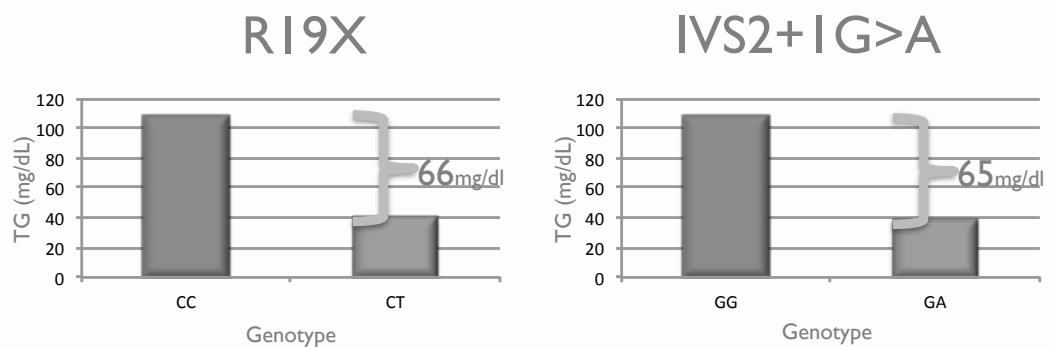 R19X
120
100
80
60
40
20
0
TG (mg/dL)
66mg/dl
CC
CT
Genotype
IVS2+1G>A
120
100
80
60
40
20
0
TG (mg/dL)
65mg/dl
GG
GA
Genotype